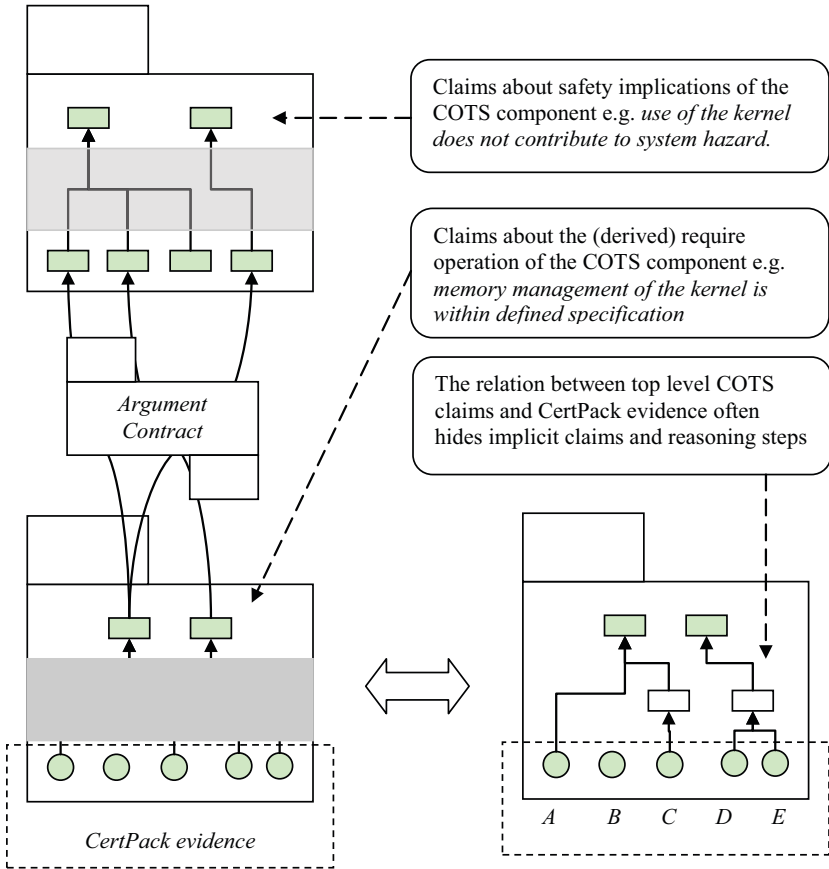 Claims about safety implications of the
COTS component e.g. use of the kernel
does not contribute to system hazard.
Claims about the (derived) require
operation of the COTS component e.g.
memory management of the kernel is
within defined specification
The relation between top level COTS
claims and CertPack evidence often
hides implicit claims and reasoning steps
Argument
Contract
CertPack evidence
A B C D E